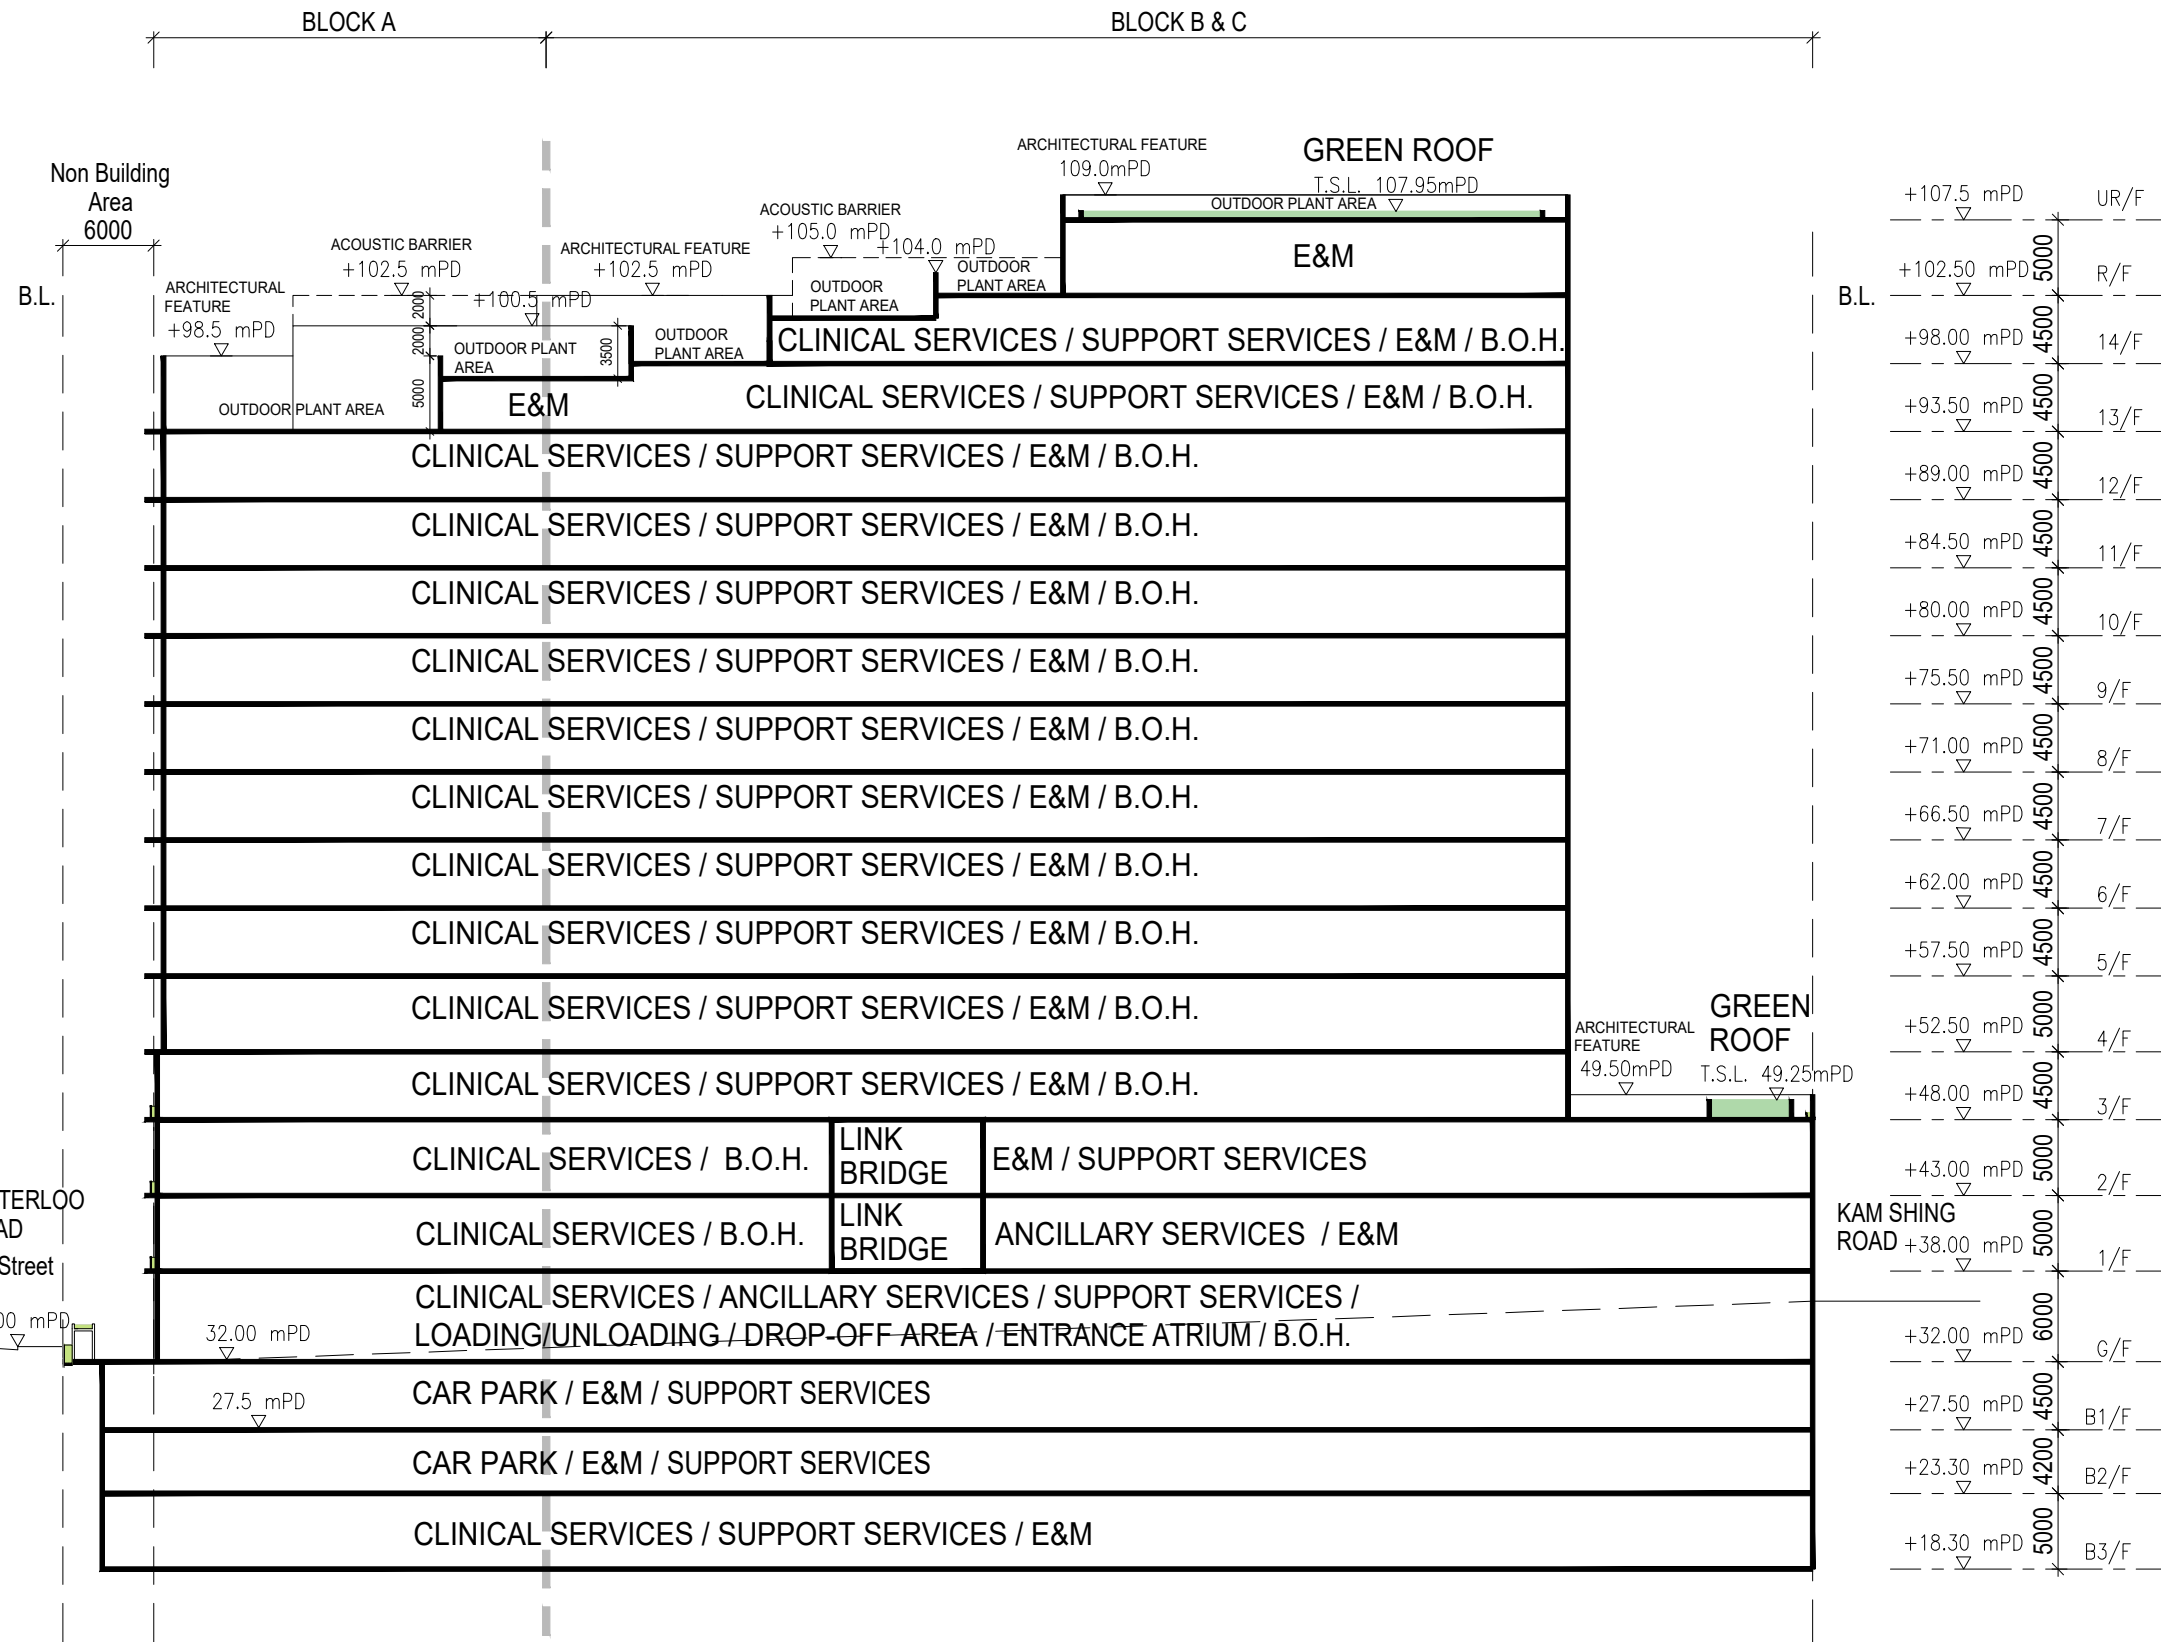 BLOCK A
BLOCK B & C
Non Building
Area
6000
B.L.
ARCHITECTURAL
FEATURE
+98.5 mPD
ACOUSTIC BARRIER
+102.5 mPD
+100.5 mPD
ARCHITECTURAL FEATURE
+102.5 mPD
ACOUSTIC BARRIER
+105.0 mPD
+104.0 mPD
ARCHITECTURAL FEATURE
109.0mPD
GREEN ROOF
T.S.L. 107.95mPD
OUTDOOR PLANT AREA
E&M
OUTDOOR
PLANT AREA
OUTDOOR
PLANT AREA
OUTDOOR
PLANT AREA
OUTDOOR PLANT
AREA
OUTDOOR PLANT AREA
2000
2000
5000
3500
CLINICAL SERVICES / SUPPORT SERVICES / E&M / B.O.H.
E&M
CLINICAL SERVICES / SUPPORT SERVICES / E&M / B.O.H.
CLINICAL SERVICES / SUPPORT SERVICES / E&M / B.O.H.
CLINICAL SERVICES / SUPPORT SERVICES / E&M / B.O.H.
CLINICAL SERVICES / SUPPORT SERVICES / E&M / B.O.H.
CLINICAL SERVICES / SUPPORT SERVICES / E&M / B.O.H.
CLINICAL SERVICES / SUPPORT SERVICES / E&M / B.O.H.
CLINICAL SERVICES / SUPPORT SERVICES / E&M / B.O.H.
CLINICAL SERVICES / SUPPORT SERVICES / E&M / B.O.H.
CLINICAL SERVICES / SUPPORT SERVICES / E&M / B.O.H.
CLINICAL SERVICES / SUPPORT SERVICES / E&M / B.O.H.
CLINICAL SERVICES / SUPPORT SERVICES / E&M / B.O.H.
ARCHITECTURAL
FEATURE
49.50mPD
GREEN
ROOF
T.S.L. 49.25mPD
CLINICAL SERVICES / B.O.H.
LINK
BRIDGE
E&M / SUPPORT SERVICES
CLINICAL SERVICES / B.O.H.
LINK
BRIDGE
ANCILLARY SERVICES / E&M
TERLOO
AD
Street
00 mPD
32.00 mPD
CLINICAL SERVICES / ANCILLARY SERVICES / SUPPORT SERVICES /
LOADING/UNLOADING / DROP-OFF AREA / ENTRANCE ATRIUM / B.O.H.
CAR PARK / E&M / SUPPORT SERVICES
27.5 mPD
CAR PARK / E&M / SUPPORT SERVICES
CLINICAL SERVICES / SUPPORT SERVICES / E&M
B.L.
KAM SHING
ROAD
+107.5 mPD UR/F
5000
+102.50 mPD R/F
4500
+98.00 mPD 14/F
4500
+93.50 mPD 13/F
4500
+89.00 mPD 12/F
4500
+84.50 mPD 11/F
4500
+80.00 mPD 10/F
4500
+75.50 mPD 9/F
4500
+71.00 mPD 8/F
4500
+66.50 mPD 7/F
4500
+62.00 mPD 6/F
4500
+57.50 mPD 5/F
5000
+52.50 mPD 4/F
4500
+48.00 mPD 3/F
5000
+43.00 mPD 2/F
5000
+38.00 mPD 1/F
6000
+32.00 mPD G/F
4500
+27.50 mPD B1/F
4200
+23.30 mPD B2/F
5000
+18.30 mPD B3/F